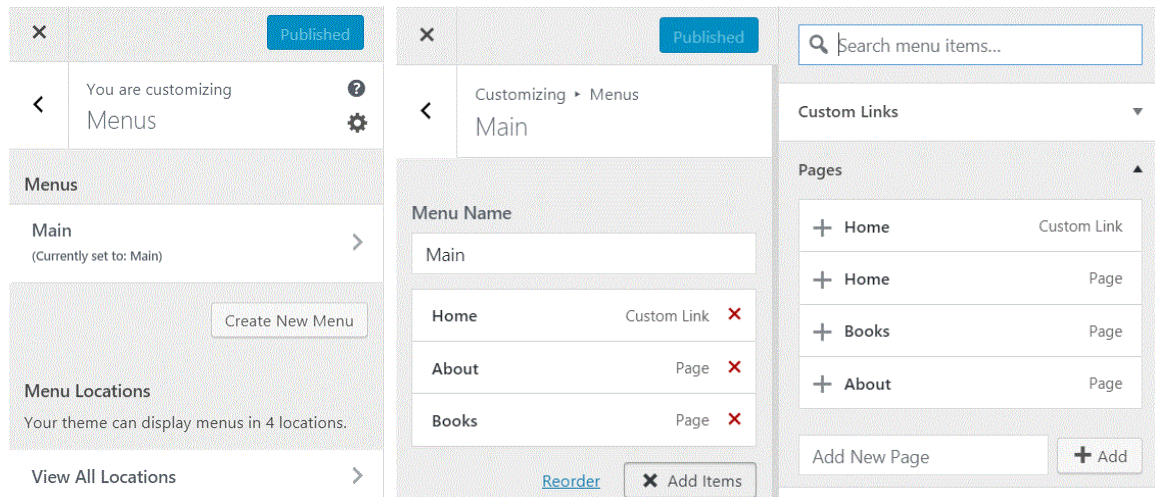 Published
You are customizing
Menus
Menus
Main
(Currently set to: Main)
Create New Menu
Menu Locations
Your theme can display menus in 4 locations.
View All Locations
Published
Customizing ▸ Menus
Main
Menu Name
Main
Home Custom Link
About Page
Books Page
Reorder Add Items
Search menu items...
Custom Links
Pages
Home Custom Link
Home Page
Books Page
About Page
Add New Page Add